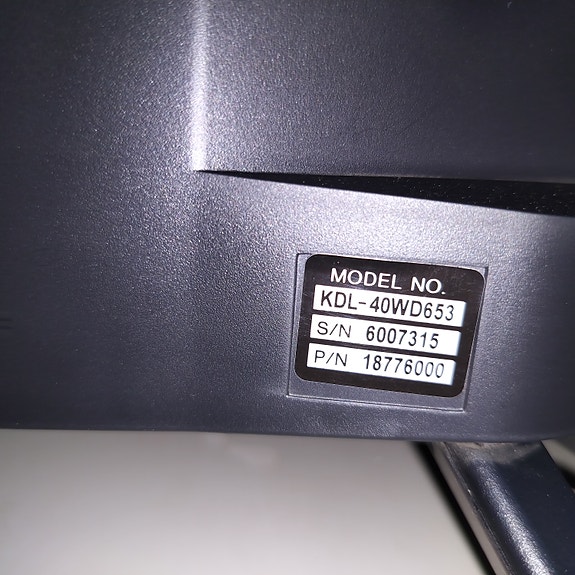 MODEL NO.
KDL-40WD653
S/N 6007315
P/N 18776000